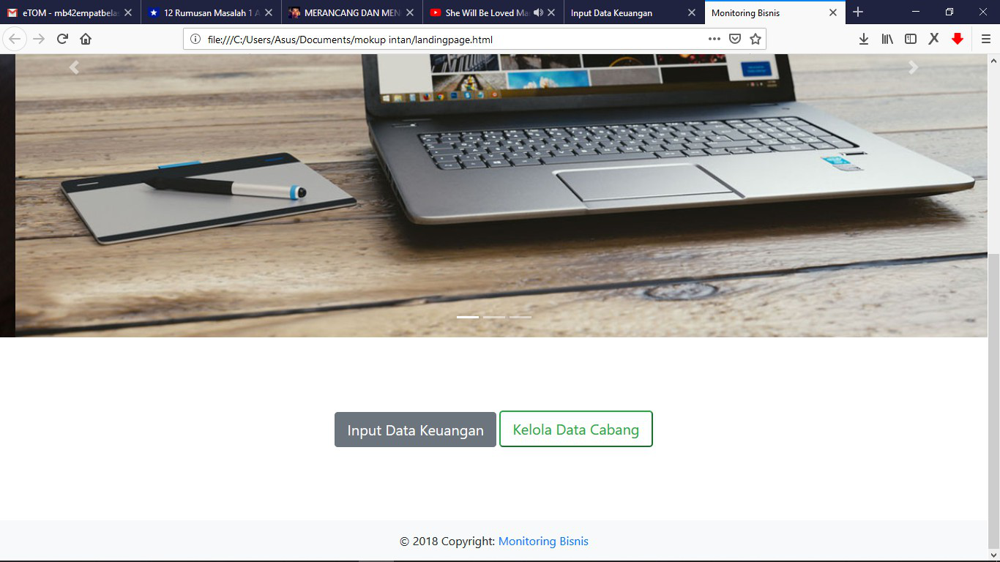 eTOM - mb42empatbelas
12 Rumusan Masalah 1 A
MERANCANG DAN MEN
She Will Be Loved Ma
Input Data Keuangan
Monitoring Bisnis
file:///C:/Users/Asus/Documents/mokup intan/landingpage.html
Input Data Keuangan
Kelola Data Cabang
© 2018 Copyright: Monitoring Bisnis